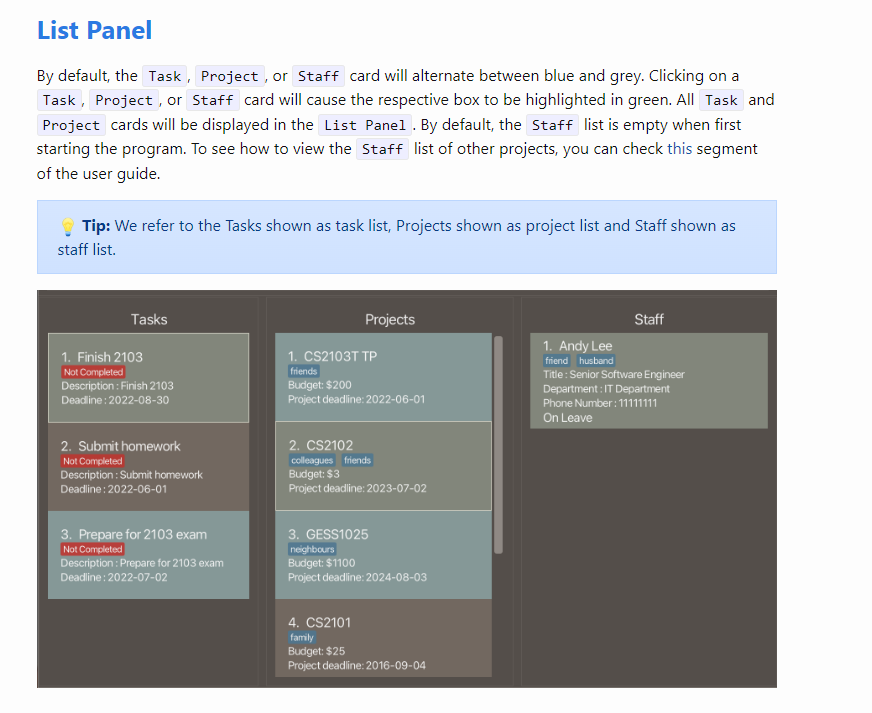 List Panel
By default, the Task, Project, or Staff card will alternate between blue and grey. Clicking on a
Task, Project, or Staff card will cause the respective box to be highlighted in green. All Task and
Project cards will be displayed in the List Panel. By default, the Staff list is empty when first
starting the program. To see how to view the Staff list of other projects, you can check this segment
of the user guide.
💡 Tip: We refer to the Tasks shown as task list, Projects shown as project list and Staff shown as
staff list.
Tasks
1. Finish 2103
Not Completed
Description : Finish 2103
Deadline : 2022-08-30
2. Submit homework
Not Completed
Description : Submit homework
Deadline : 2022-06-01
3. Prepare for 2103 exam
Not Completed
Description : Prepare for 2103 exam
Deadline : 2022-07-02
Projects
1. CS2103T TP
friends
Budget: $200
Project deadline: 2022-06-01
2. CS2102
colleagues friends
Budget: $3
Project deadline: 2023-07-02
3. GESS1025
neighbours
Budget: $1100
Project deadline: 2024-08-03
4. CS2101
family
Budget: $25
Project deadline: 2016-09-04
Staff
1. Andy Lee
friend husband
Title : Senior Software Engineer
Department : IT Department
Phone Number : 11111111
On Leave